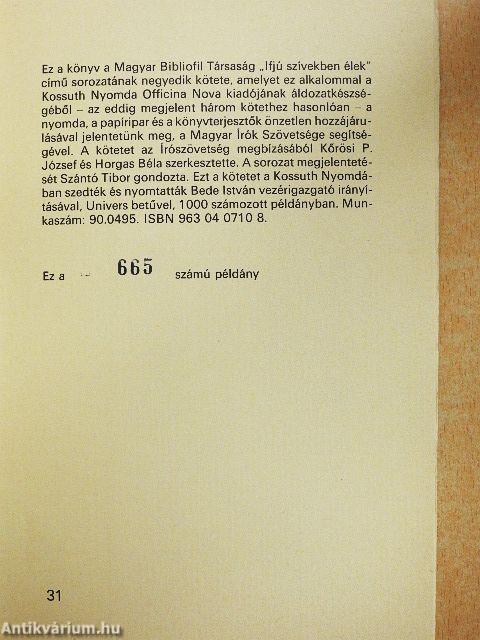 Ez a könyv a Magyar Bibliofil Társaság „Ifjú szívekben élek"
című sorozatának negyedik kötete, amelyet ez alkalommal a
Kossuth Nyomda Officina Nova kiadójának áldozatkészsé-
géből – az eddig megjelent három kötethez hasonlóan – a
nyomda, a papíripar és a könyvterjesztők önzetlen hozzájáru-
lásával jelentetünk meg, a Magyar Írók Szövetsége segítsé-
gével. A kötetet az Írószövetség megbízásából Kőrösi P.
József és Horgas Béla szerkesztette. A sorozat megjelenteté-
sét Szántó Tibor gondozta. Ezt a kötetet a Kossuth Nyomdá-
ban szedték és nyomtatták Bede István vezérigazgató irányí-
tásával, Univers betűvel, 1000 számozott példányban. Mun-
kaszám: 90.0495. ISBN 963 04 0710 8.
Ez a 665 számú példány
31
Antikvárium.hu